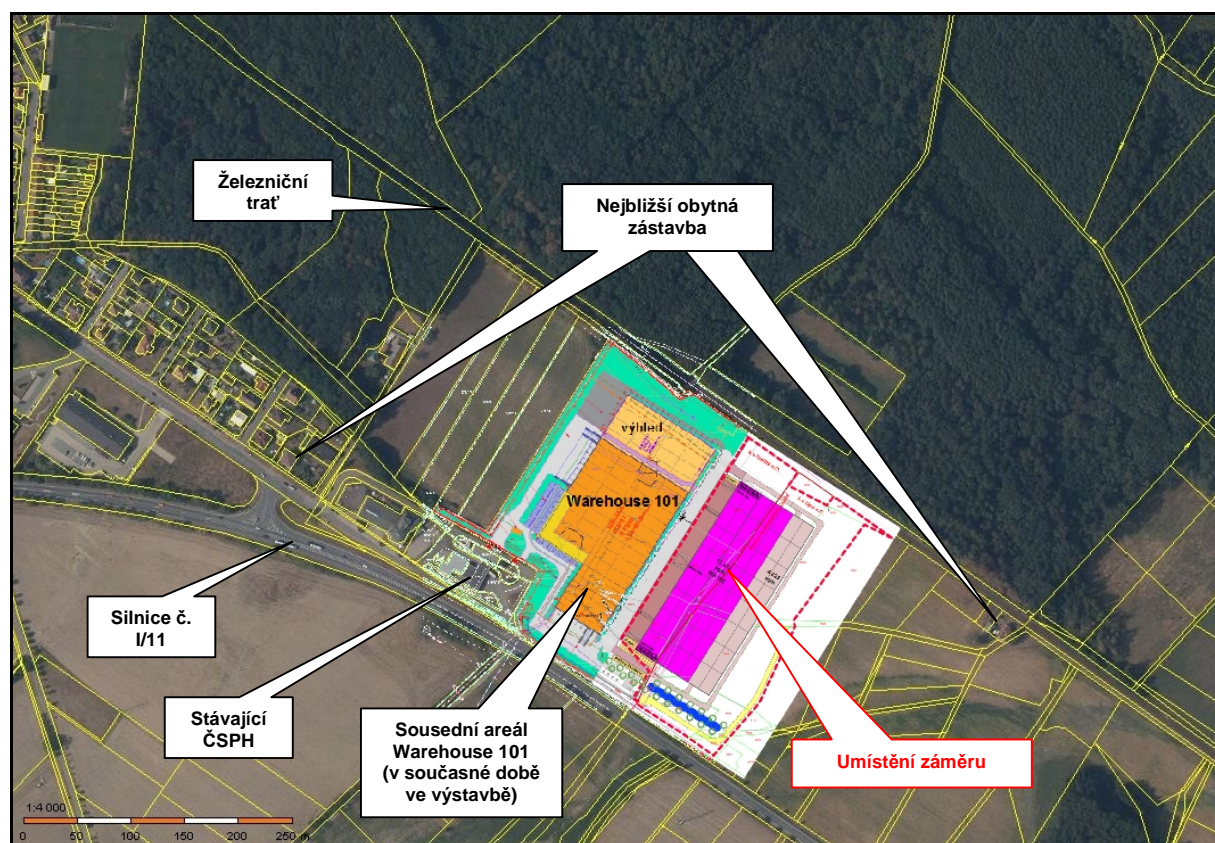 Železniční
trať
Nejbližší obytná
zástavba
výhled
Warehouse 101
Silnice č.
I/11
Stávající
ČSPH
Sousední areál
Warehouse 101
(v současné době
ve výstavbě)
Umístění záměru
1:4 000
0 50 100 150 200 250 m